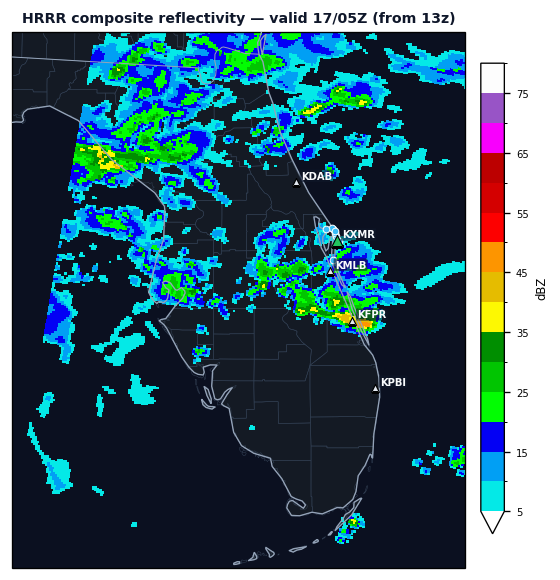 HRRR composite reflectivity — valid 17/05Z (from 13z)
KDAB
KXMR
KMLB
KFPR
KPBI
75
65
55
45
35
25
15
5
dBZ